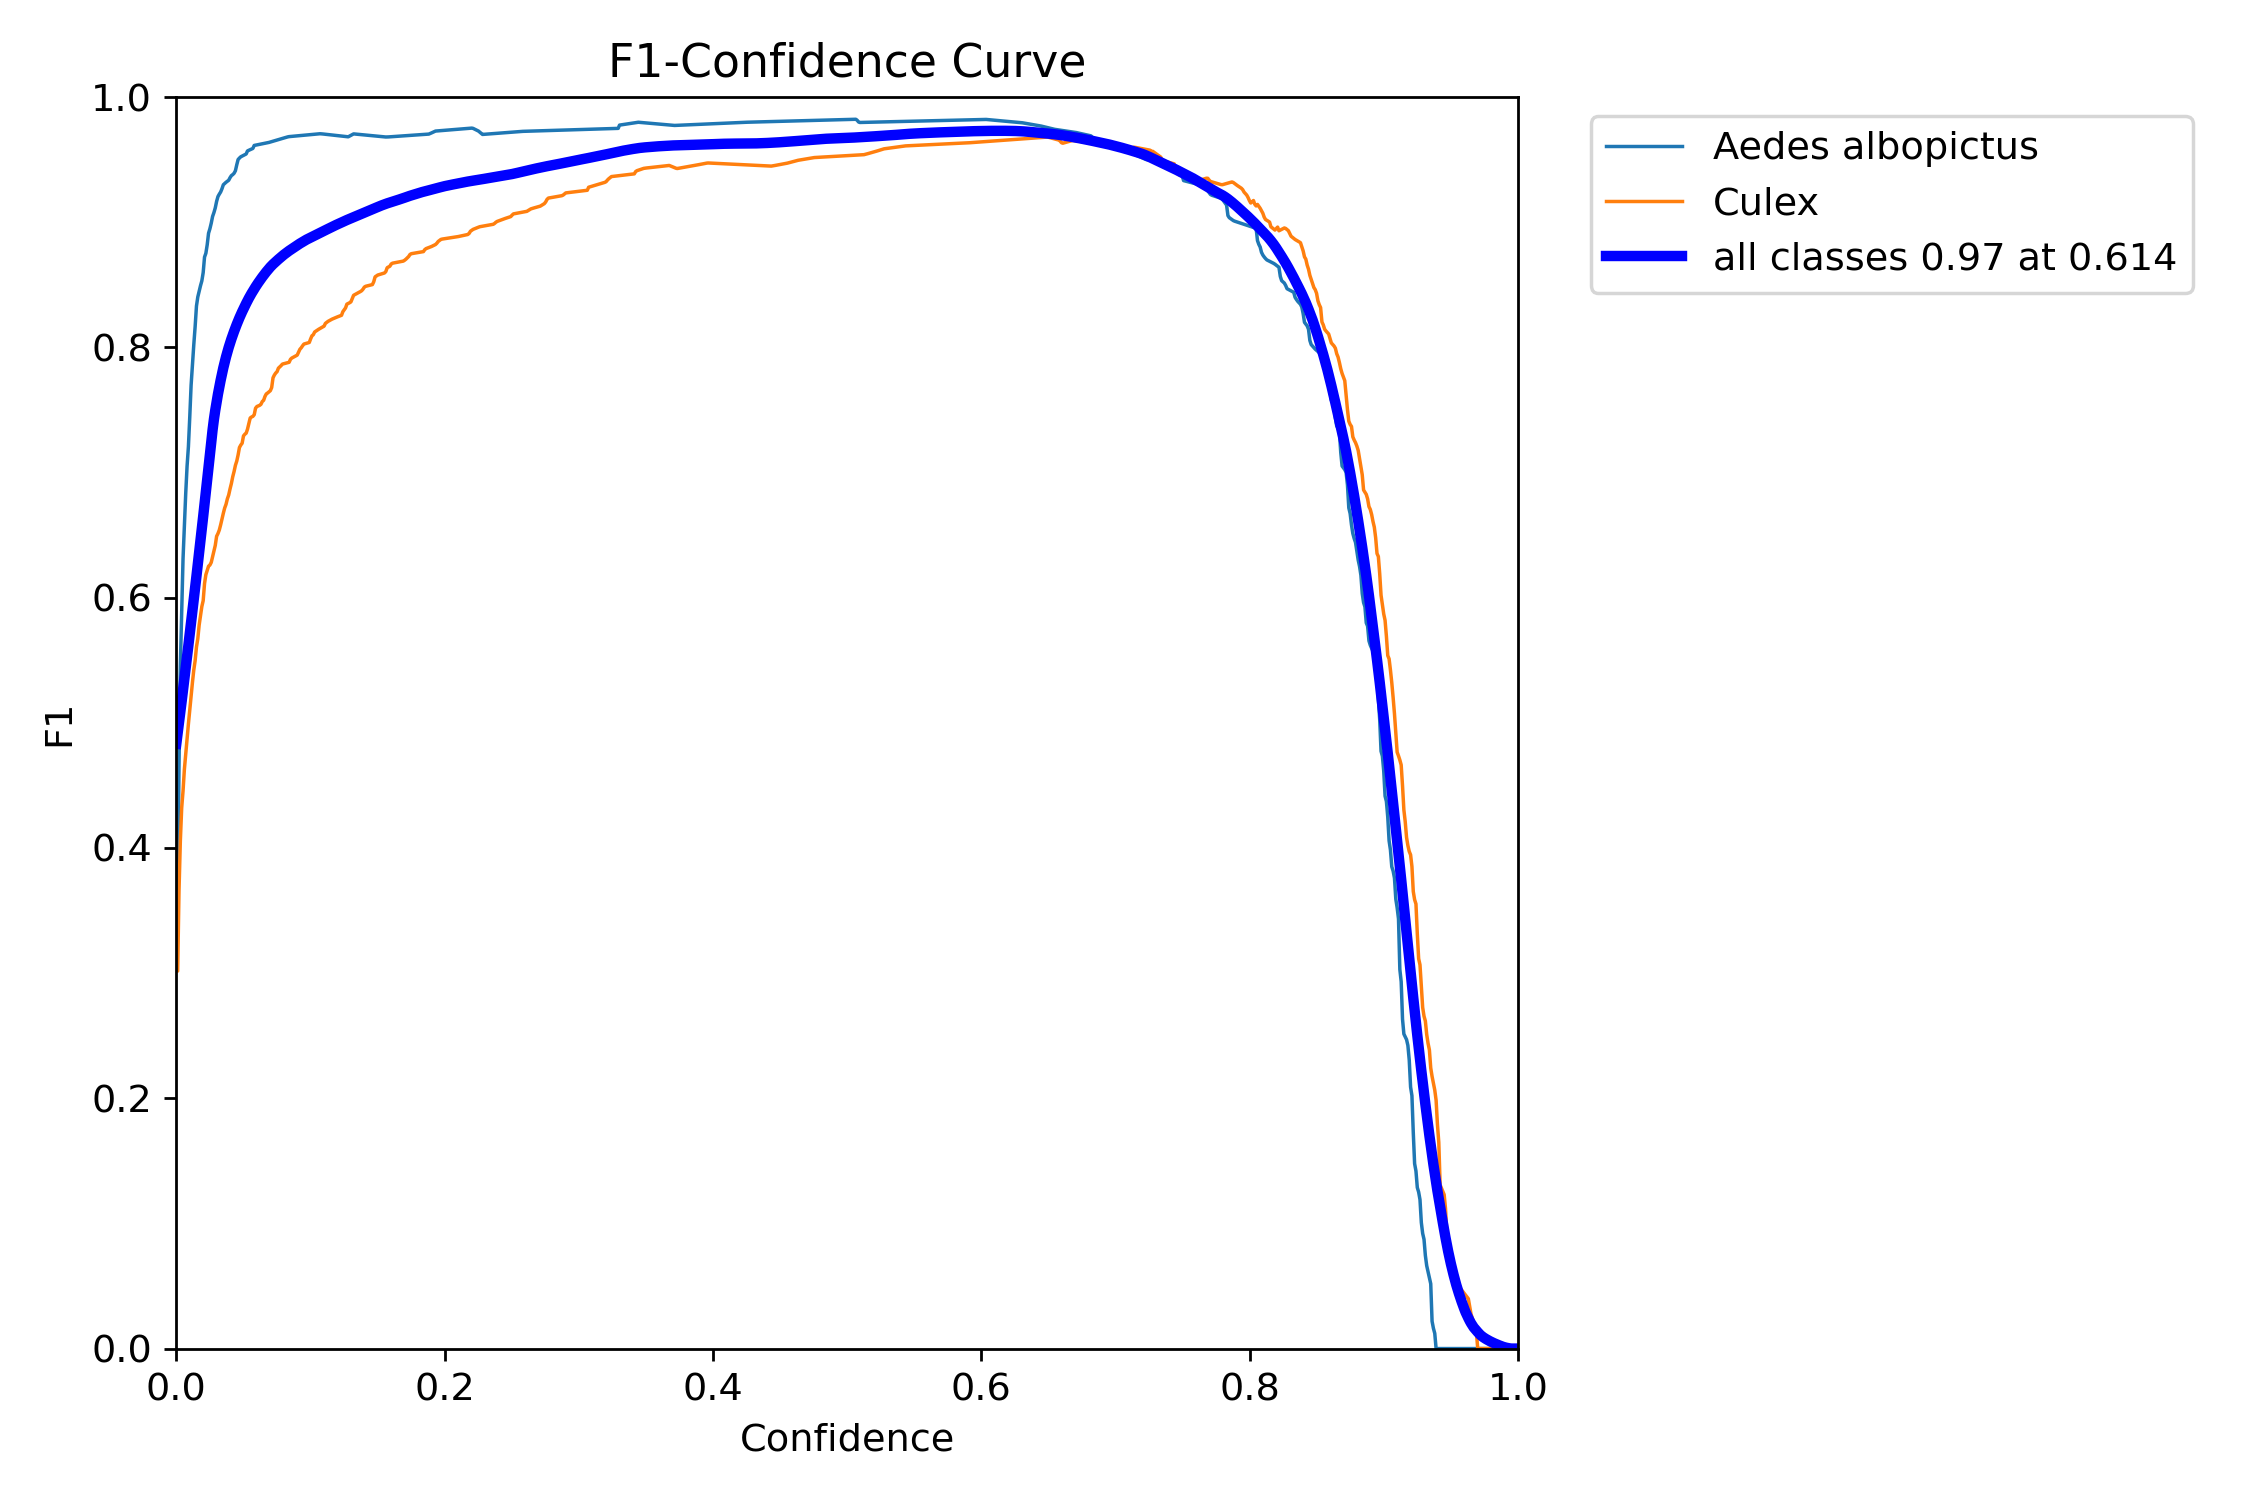 F1-Confidence Curve
1.0
0.8
0.6
0.4
0.2
0.0
F1
0.0 0.2 0.4 0.6 0.8 1.0
Confidence
Aedes albopictus
Culex
all classes 0.97 at 0.614